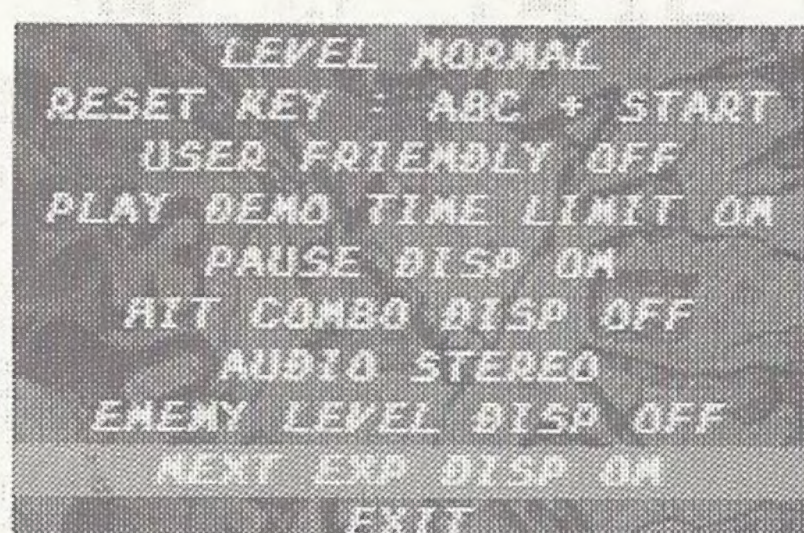 LEVEL NORMAL
RESET KEY : ABC + START
USER FRIENDLY OFF
PLAY DEMO TIME LIMIT ON
PAUSE DISP ON
HIT COMBO DISP OFF
AUDIO STEREO
ENEMY LEVEL DISP OFF
NEXT EXP DISP ON
EXIT